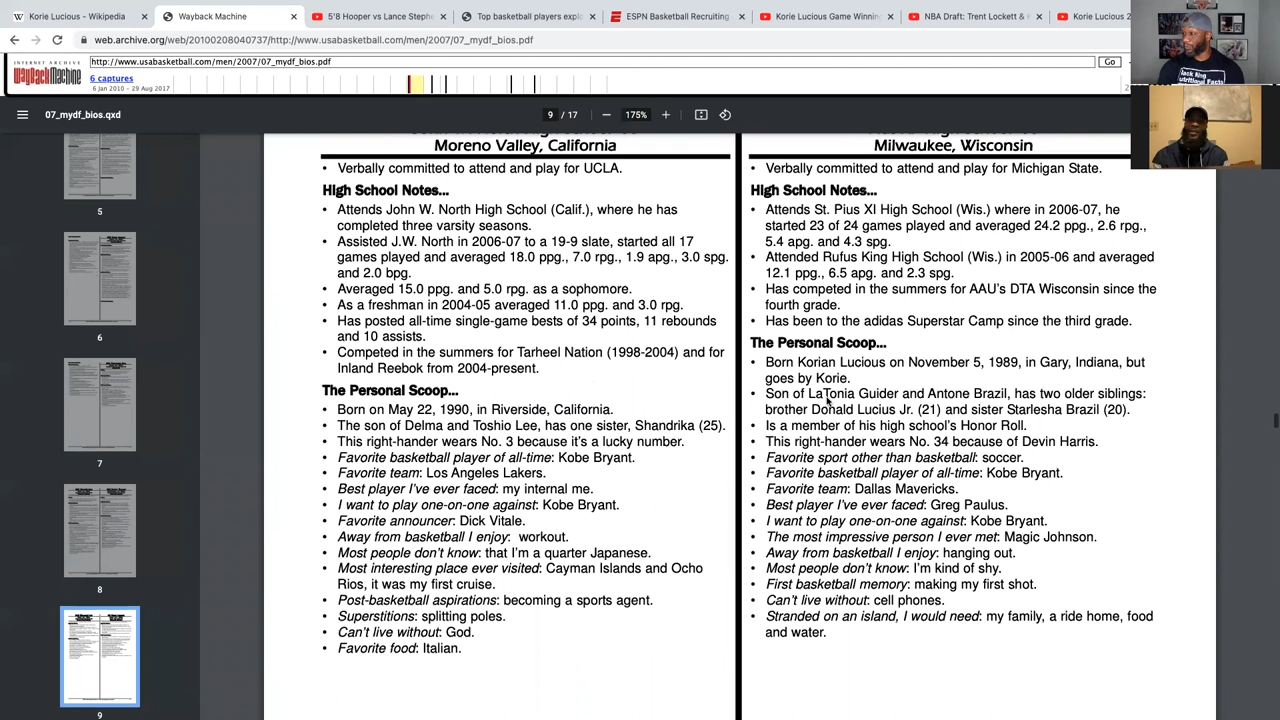 Korie Lucious - Wikipedia
Wayback Machine
5'8 Hooper vs Lance Steph
Top basketball players explo
ESPN Basketball Recruiting
Korie Lucious Game Winnin
NBA Draft: Trent Lockett &
Korie Lucious 2
web.archive.org/web/20100208040737/http://www.usabasketball.com/men/2007/07_mydf_bios.pdf
INTERNET ARCHIVE
WayBackMachine
http://www.usabasketball.com/men/2007/07_mydf_bios.pdf
Go
6 captures
6 Jan 2010 - 29 Aug 2017
07_mydf_bios.qxd
9 / 17
175%
5
6
7
8
9
Moreno Valley, California
• Verbally committed to attend and play for UCLA.
High School Notes...
• Attends John W. North High School (Calif.), where he has
completed three varsity seasons.
• Assisted J.W. North in 2006-07 to a 19-9 slate, started all 17
games played and averaged 18.0 ppg., 7.0 rpg., 1.9 apg., 3.0 spg.
and 2.0 bpg.
• Averaged 15.0 ppg. and 5.0 rpg. as a sophomore.
• As a freshman in 2004-05 averaged 11.0 ppg. and 3.0 rpg.
• Has posted all-time single-game bests of 34 points, 11 rebounds
and 10 assists.
• Competed in the summers for Tarheel Nation (1998-2004) and for
Inland Reebok from 2004-present.
The Personal Scoop...
• Born on May 22, 1990, in Riverside, California.
• The son of Delma and Toshio Lee, has one sister, Shandrika (25).
• This right-hander wears No. 3 because it's a lucky number.
• Favorite basketball player of all-time: Kobe Bryant.
• Favorite team: Los Angeles Lakers.
• Best player I've ever faced: my internal me.
• I want to play one-on-one against: Kobe Bryant.
• Favorite announcer: Dick Vitale.
• Away from basketball I enjoy: workout.
• Most people don't know: that I'm a quarter Japanese.
• Most interesting place ever visited: Cayman Islands and Ocho
Rios, it was my first cruise.
• Post-basketball aspirations: becoming a sports agent.
• Superstitions: splitting poles.
• Can't live without: God.
• Favorite food: Italian.
Milwaukee, Wisconsin
• Verbally committed to attend and play for Michigan State.
High School Notes...
• Attends St. Pius XI High School (Wis.) where in 2006-07, he
started 23 of 24 games played and averaged 24.2 ppg., 2.6 rpg.,
5.4 apg. and 4.3 spg.
• Attended Rufus King High School (Wis.) in 2005-06 and averaged
12.1 ppg., 6.5 apg. and 2.3 spg.
• Has competed in the summers for AAU's DTA Wisconsin since the
fourth grade.
• Has been to the adidas Superstar Camp since the third grade.
The Personal Scoop...
• Born Korian Lucious on November 5, 1989, in Gary, Indiana, but
goes by Korie.
• Son of LaTonia Guider and Antone Brazil, has two older siblings:
brother Donald Lucius Jr. (21) and sister Starlesha Brazil (20).
• Is a member of his high school's Honor Roll.
• This right-hander wears No. 34 because of Devin Harris.
• Favorite sport other than basketball: soccer.
• Favorite basketball player of all-time: Kobe Bryant.
• Favorite team: Dallas Mavericks.
• Best player I've ever faced: Greg Paulus.
• I want to play one-on-one against: Kobe Bryant.
• The most impressive person I ever met: Magic Johnson.
• Away from basketball I enjoy: hanging out.
• Most people don't know: I'm kind of shy.
• First basketball memory: making my first shot.
• Can't live without: cell phones.
• Stranded on an island, I would need: my family, a ride home, food
and water.